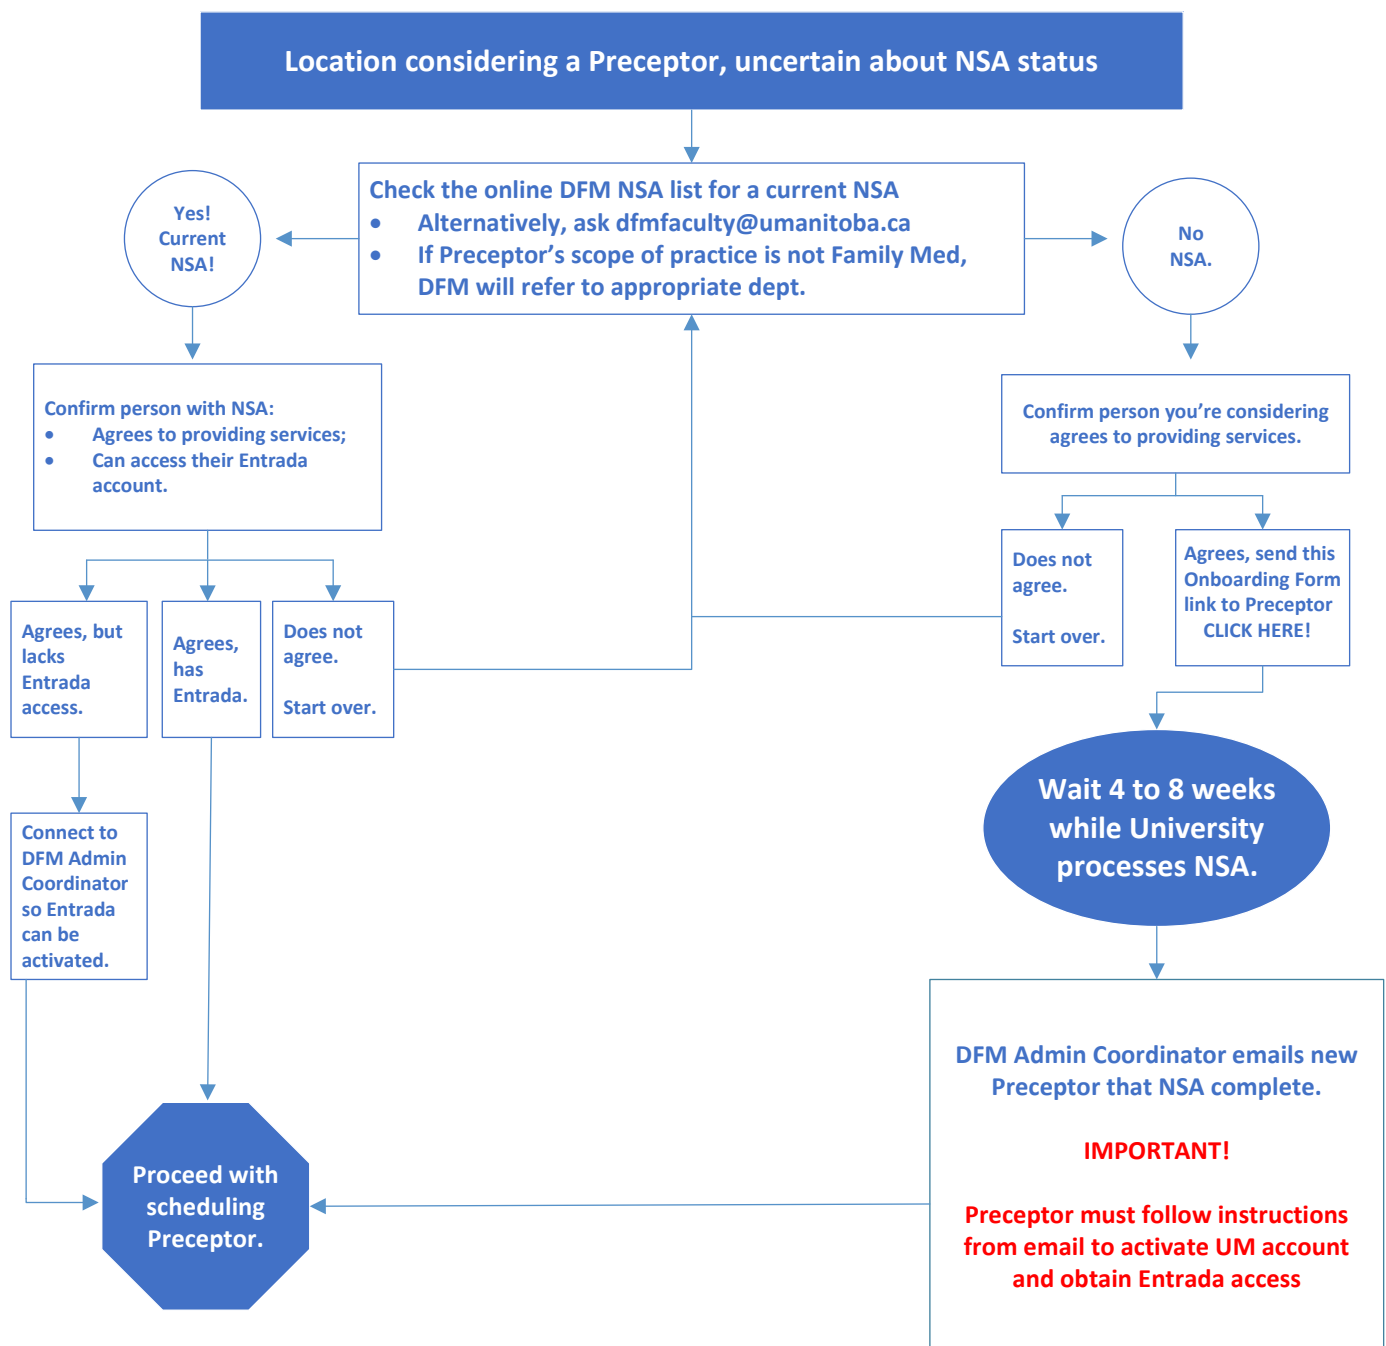 Location considering a Preceptor, uncertain about NSA status
Check the online DFM NSA list for a current NSA
• Alternatively, ask dfmfaculty@umanitoba.ca
• If Preceptor’s scope of practice is not Family Med,
DFM will refer to appropriate dept.
Yes!
Current
NSA!
No
NSA.
Confirm person with NSA:
• Agrees to providing services;
• Can access their Entrada
account.
Confirm person you’re considering
agrees to providing services.
Does not
agree.
Start over.
Agrees, send this
Onboarding Form
link to Preceptor
CLICK HERE!
Agrees, but
lacks
Entrada
access.
Agrees,
has
Entrada.
Does not
agree.
Start over.
Wait 4 to 8 weeks
while University
processes NSA.
Connect to
DFM Admin
Coordinator
so Entrada
can be
activated.
DFM Admin Coordinator emails new
Preceptor that NSA complete.
IMPORTANT!
Preceptor must follow instructions
from email to activate UM account
and obtain Entrada access
Proceed with
scheduling
Preceptor.